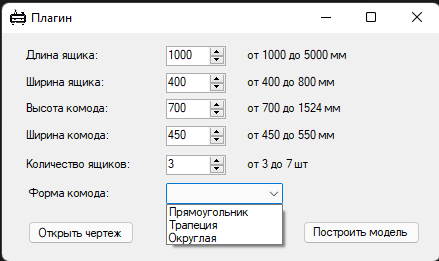 Плагин
Длина ящика: 1000 от 1000 до 5000 мм
Ширина ящика: 400 от 400 до 800 мм
Высота комода: 700 от 700 до 1524 мм
Ширина комода: 450 от 450 до 550 мм
Количество ящиков: 3 от 3 до 7 шт
Форма комода:
Прямоугольник
Трапеция
Округлая
Открыть чертеж Построить модель